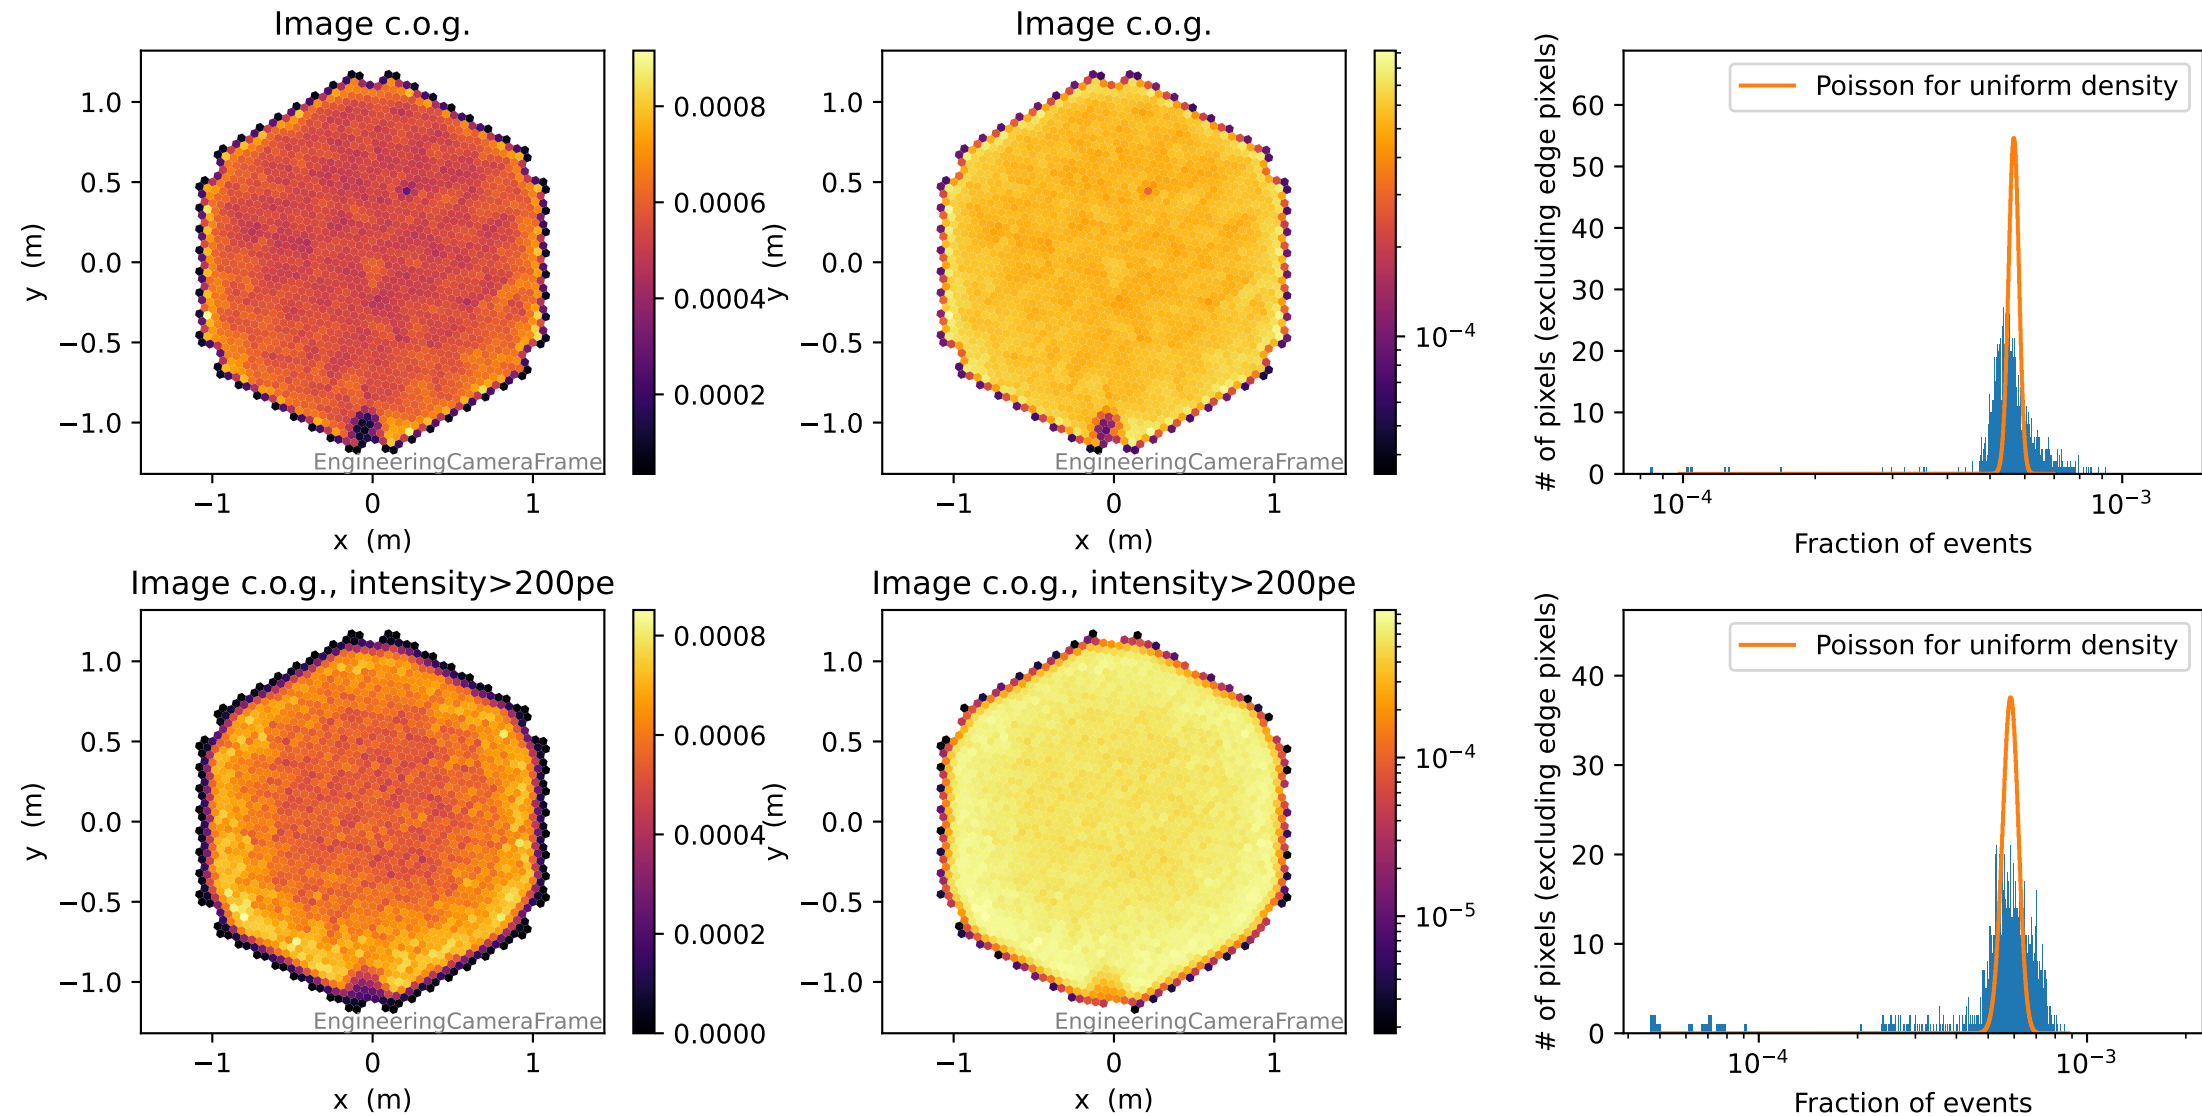 Image c.o.g.
1.0
0.5
0.0
−0.5
−1.0
y (m)
−1
0
1
x (m)
EngineeringCameraFrame
0.0008
0.0006
0.0004
0.0002
Image c.o.g.
1.0
0.5
0.0
−0.5
−1.0
y (m)
−1
0
1
x (m)
EngineeringCameraFrame
10⁻⁴
Poisson for uniform density
# of pixels (excluding edge pixels)
60
50
40
30
20
10
0
10⁻⁴
10⁻³
Fraction of events
Image c.o.g., intensity>200pe
1.0
0.5
0.0
−0.5
−1.0
y (m)
−1
0
1
x (m)
EngineeringCameraFrame
0.0008
0.0006
0.0004
0.0002
0.0000
Image c.o.g., intensity>200pe
1.0
0.5
0.0
−0.5
−1.0
y (m)
−1
0
1
x (m)
EngineeringCameraFrame
10⁻⁴
10⁻⁵
Poisson for uniform density
# of pixels (excluding edge pixels)
40
30
20
10
0
10⁻⁴
10⁻³
Fraction of events